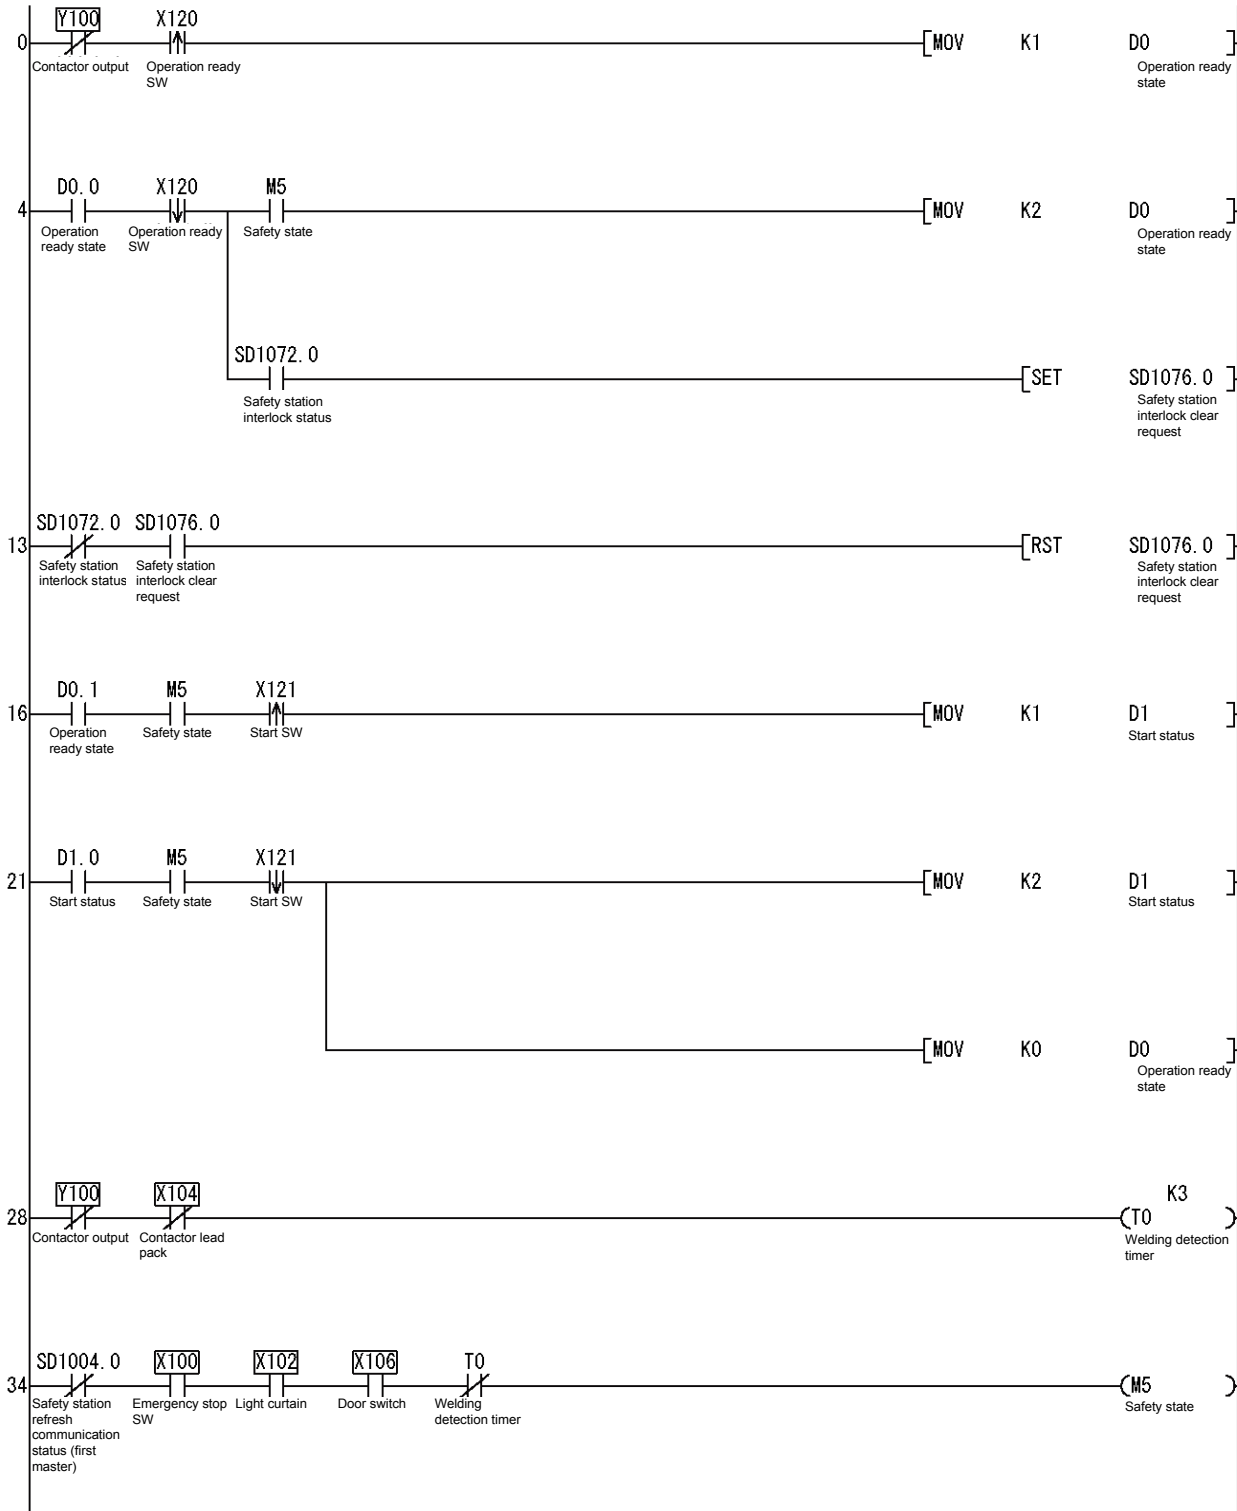 Y100 X120
0 [MOV K1 D0 ]
Contactor output Operation ready SW Operation ready state
D0.0 X120 M5
4 [MOV K2 D0 ]
Operation ready state Operation ready SW Safety state Operation ready state
SD1072.0
[SET SD1076.0 ]
Safety station interlock status Safety station interlock clear request
SD1072.0 SD1076.0
13 [RST SD1076.0 ]
Safety station interlock status Safety station interlock clear request Safety station interlock clear request
D0.1 M5 X121
16 [MOV K1 D1 ]
Operation ready state Safety state Start SW Start status
D1.0 M5 X121
21 [MOV K2 D1 ]
Start status Safety state Start SW Start status
[MOV K0 D0 ]
Operation ready state
Y100 X104 K3
28 (T0 )
Contactor output Contactor lead pack Welding detection timer
SD1004.0 X100 X102 X106 T0
34 (M5 )
Safety station refresh communication status (first master) Emergency stop SW Light curtain Door switch Welding detection timer Safety state